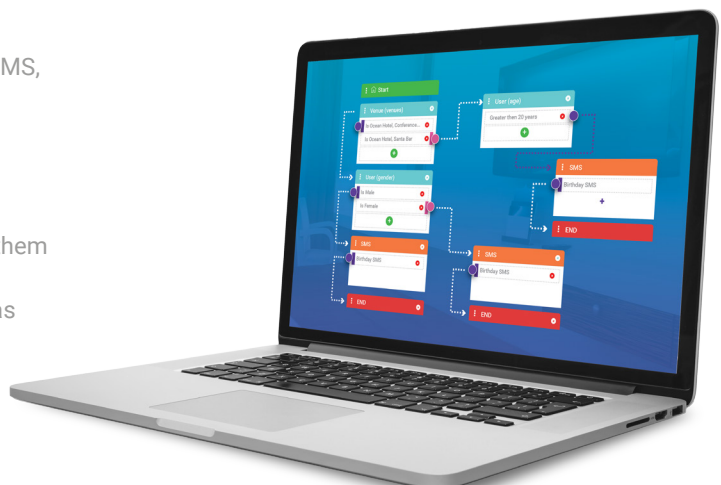 MS,
hem
as
Start
Venue (venues)
Is Ocean Hotel, Conference...
Is Ocean Hotel, Santa Bar
User (gender)
Is Male
Is Female
SMS
Birthday SMS
END
User (age)
Greater then 20 years
SMS
Birthday SMS
END
SMS
Birthday SMS
END